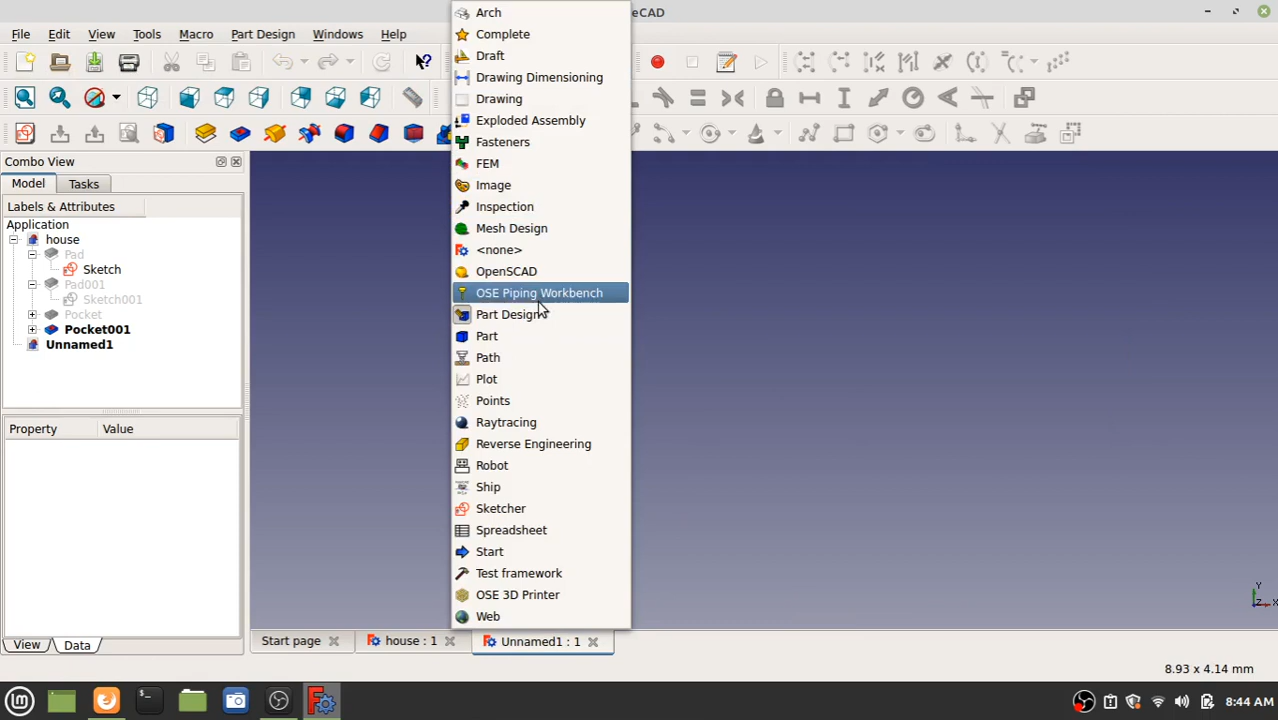 eCAD
File Edit View Tools Macro Part Design Windows Help
Arch
Complete
Draft
Drawing Dimensioning
Drawing
Exploded Assembly
Fasteners
FEM
Image
Inspection
Mesh Design
<none>
OpenSCAD
OSE Piping Workbench
Part Design
Part
Path
Plot
Points
Raytracing
Reverse Engineering
Robot
Ship
Sketcher
Spreadsheet
Start
Test framework
OSE 3D Printer
Web
Combo View
Model Tasks
Labels & Attributes
Application
house
Pad
Sketch
Pad001
Sketch001
Pocket
Pocket001
Unnamed1
Property Value
View Data
Y
Z X
Start page house : 1 Unnamed1 : 1
8.93 x 4.14 mm
8:44 AM